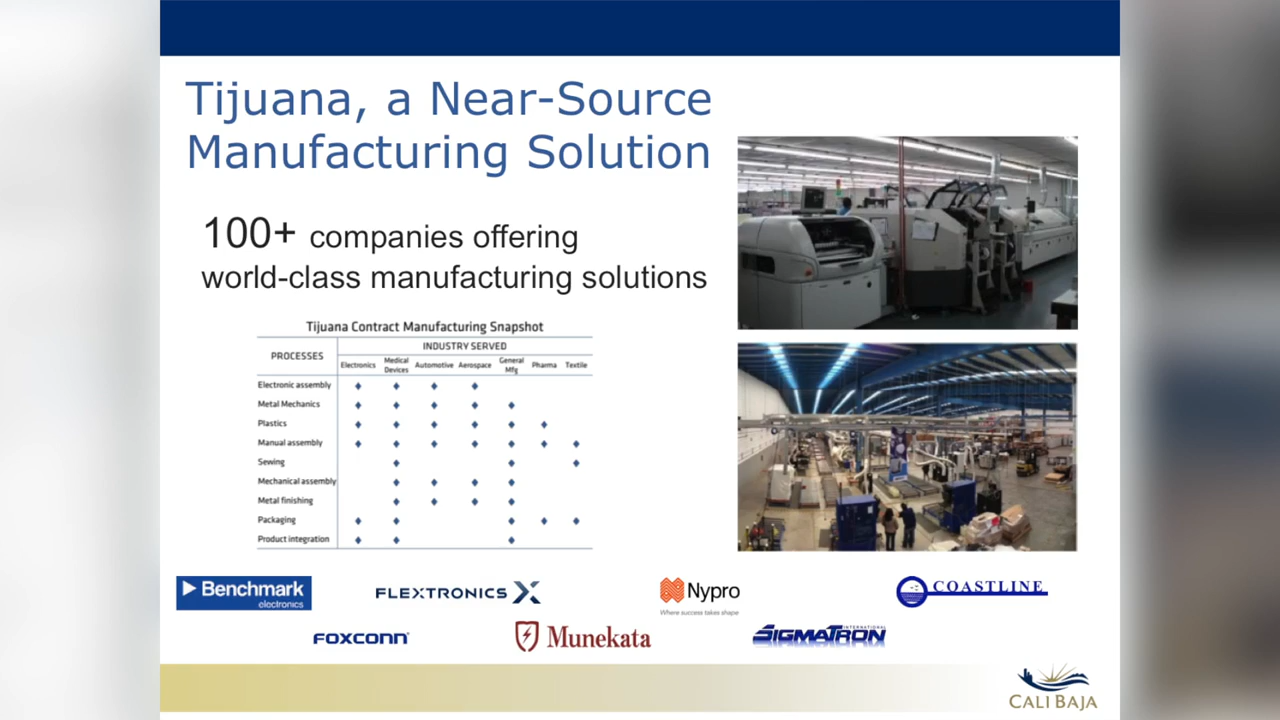 Tijuana, a Near-Source
Manufacturing Solution
100+ companies offering
world-class manufacturing solutions
Tijuana Contract Manufacturing Snapshot
PROCESSES
INDUSTRY SERVED
Electronics Medical Devices Automotive Aerospace General Mfg Pharma Textile
Electronic assembly
Metal Mechanics
Plastics
Manual assembly
Sewing
Mechanical assembly
Metal finishing
Packaging
Product integration
Benchmark
electronics
FLEXTRONICS
Nypro
Where success takes shape
COASTLINE
FOXCONN
Munekata
INTERNATIONAL
SIGMATRON
CALI BAJA